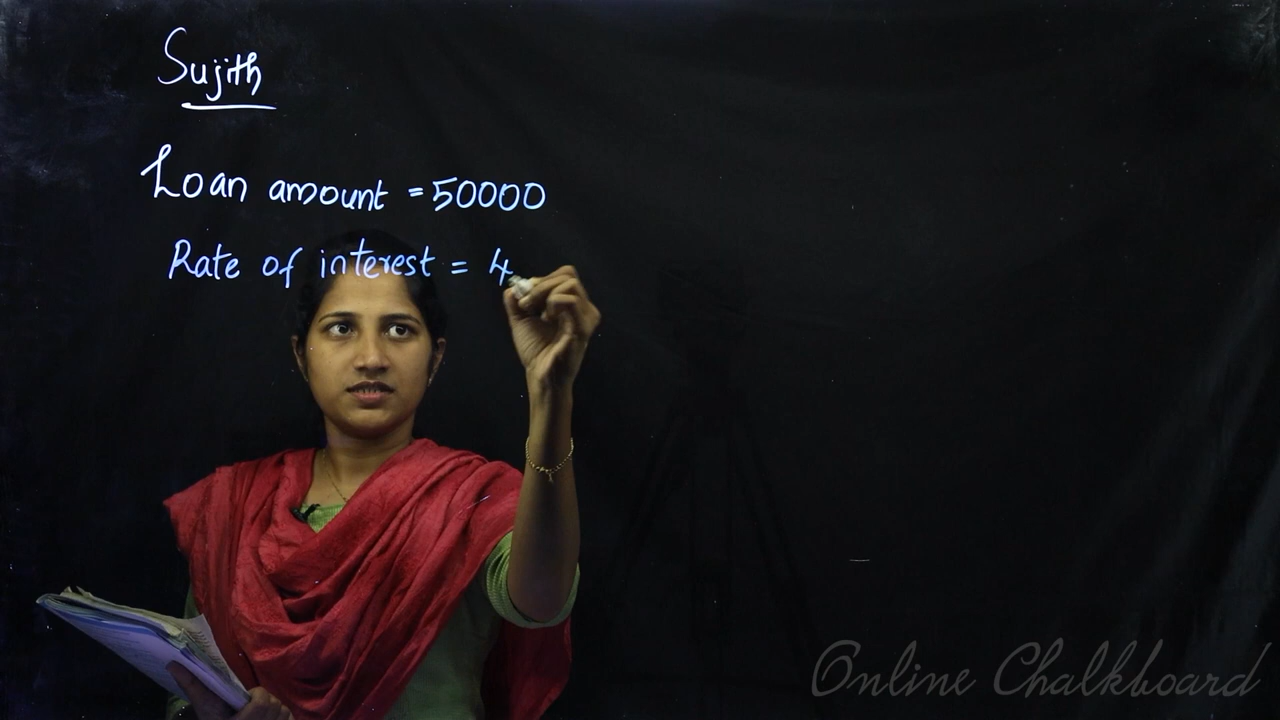 Sujith
Loan amount = 50000
Rate of interest = 4
Online Chalkboard